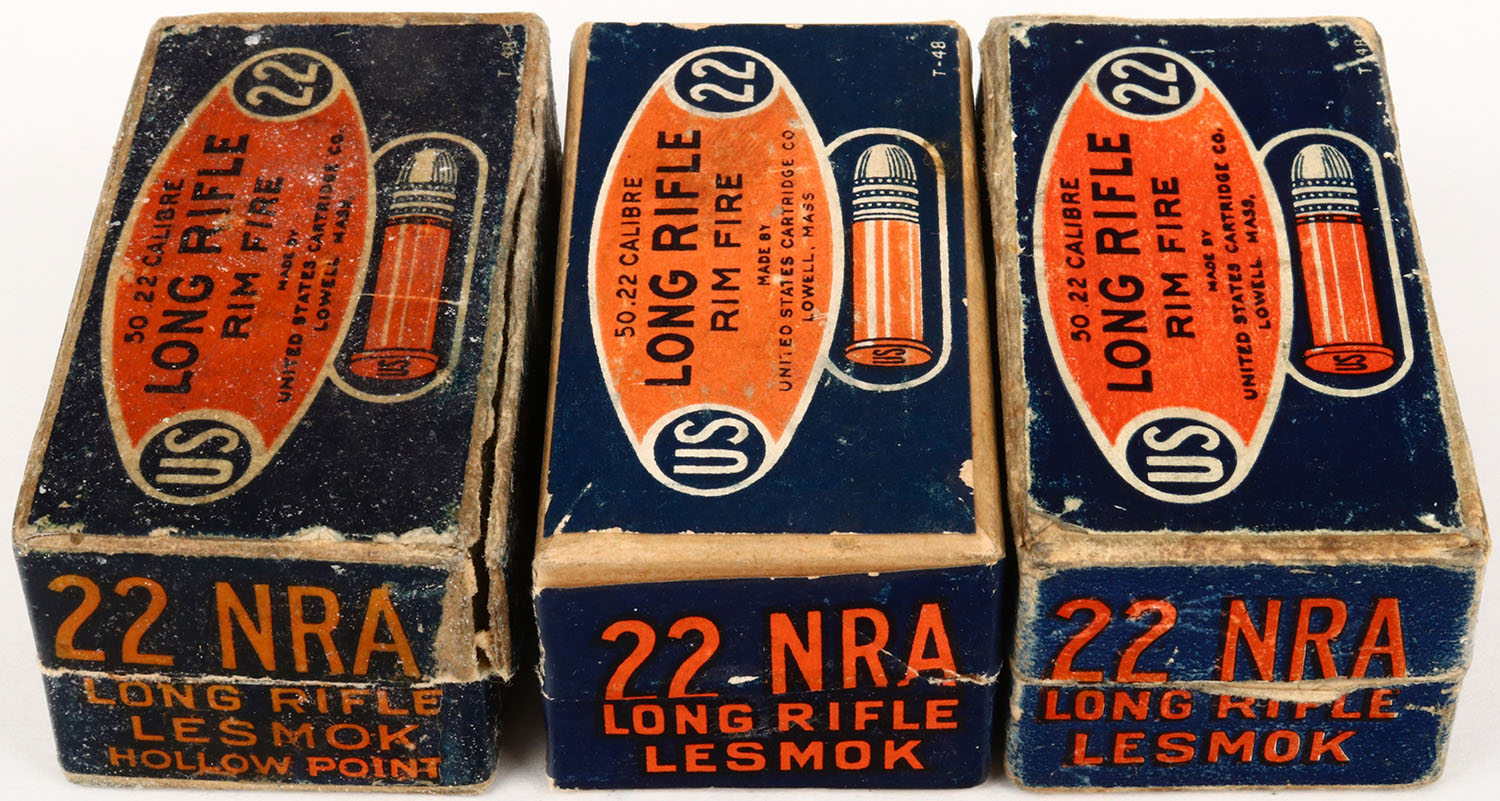 T-48
22
50 .22 CALIBRE
LONG RIFLE
RIM FIRE
MADE BY
UNITED STATES CARTRIDGE CO.
LOWELL, MASS.
US
US
22 NRA
LONG RIFLE
LESMOK
HOLLOW POINT
T-48
22
50 .22 CALIBRE
LONG RIFLE
RIM FIRE
MADE BY
UNITED STATES CARTRIDGE CO
LOWELL, MASS
US
US
22 NRA
LONG RIFLE
LESMOK
T-48
22
50 .22 CALIBRE
LONG RIFLE
RIM FIRE
MADE BY
UNITED STATES CARTRIDGE CO.
LOWELL, MASS.
US
US
22 NRA
LONG RIFLE
LESMOK